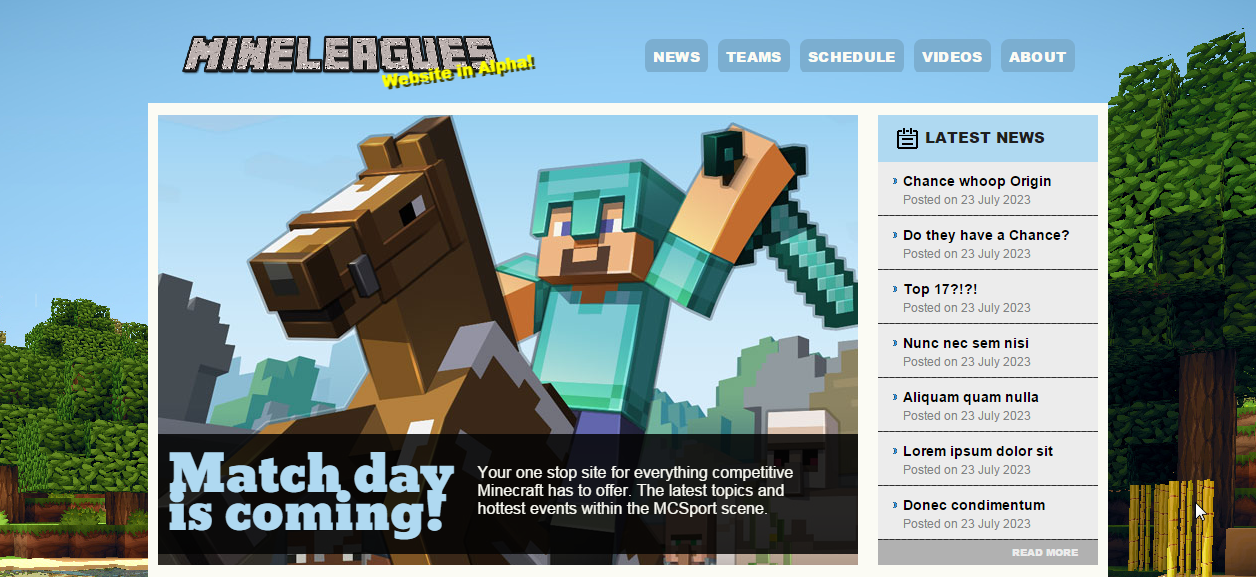 MINELEAGUES
Website in Alpha!
NEWS
TEAMS
SCHEDULE
VIDEOS
ABOUT
Match day
is coming!
Your one stop site for everything competitive
Minecraft has to offer. The latest topics and
hottest events within the MCSport scene.
LATEST NEWS
Chance whoop Origin
Posted on 23 July 2023
Do they have a Chance?
Posted on 23 July 2023
Top 17?!?!
Posted on 23 July 2023
Nunc nec sem nisi
Posted on 23 July 2023
Aliquam quam nulla
Posted on 23 July 2023
Lorem ipsum dolor sit
Posted on 23 July 2023
Donec condimentum
Posted on 23 July 2023
READ MORE